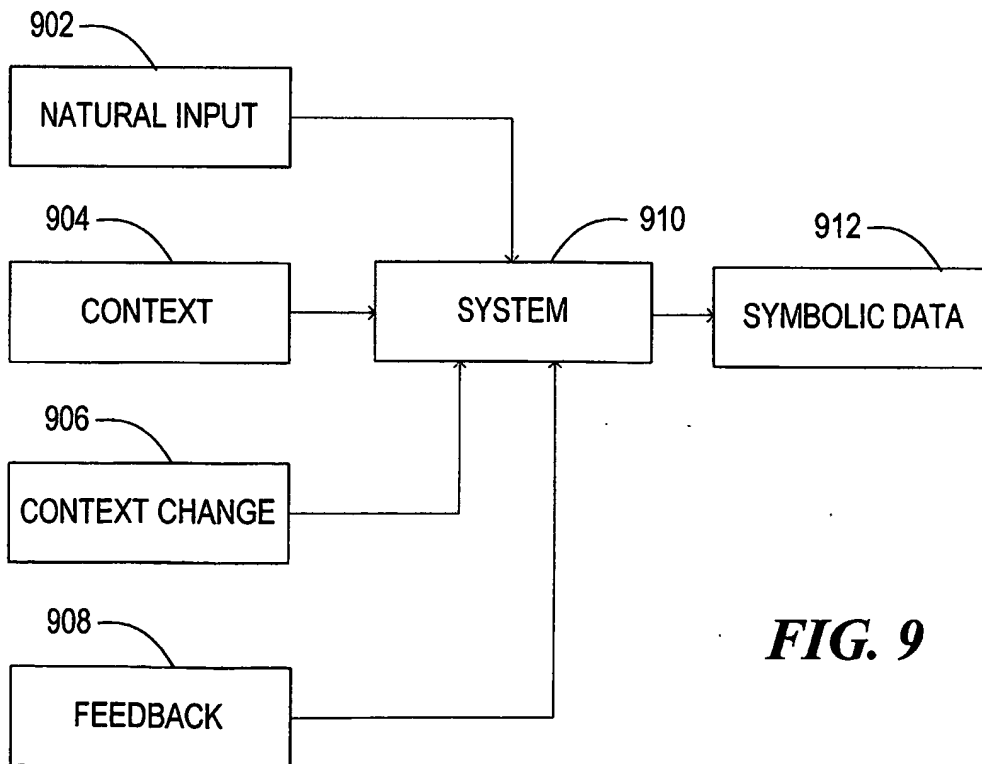 902
NATURAL INPUT
904
CONTEXT
910
SYSTEM
912
SYMBOLIC DATA
906
CONTEXT CHANGE
908
FEEDBACK
FIG. 9